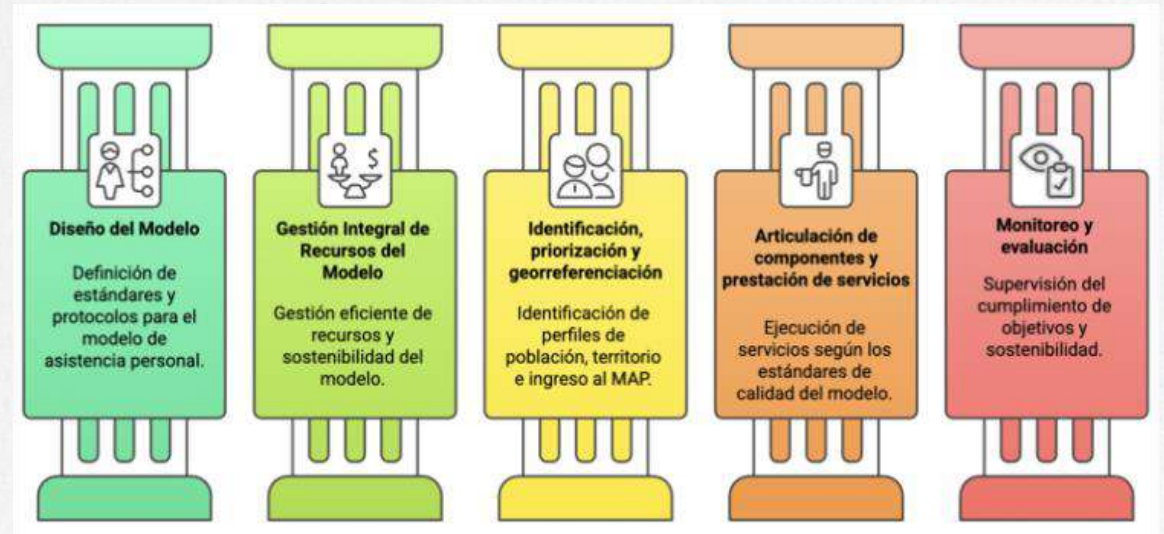 Diseño del Modelo
Definición de
estándares y
protocolos para el
modelo de
asistencia personal.
Gestión Integral de
Recursos del
Modelo
Gestión eficiente de
recursos y
sostenibilidad del
modelo.
Identificación,
priorización y
georreferenciación
Identificación de
perfiles de
población, territorio
e ingreso al MAP.
Articulación de
componentes y
prestación de servicios
Ejecución de
servicios según los
estándares de
calidad del modelo.
Monitoreo y
evaluación
Supervisión del
cumplimiento de
objetivos y
sostenibilidad.